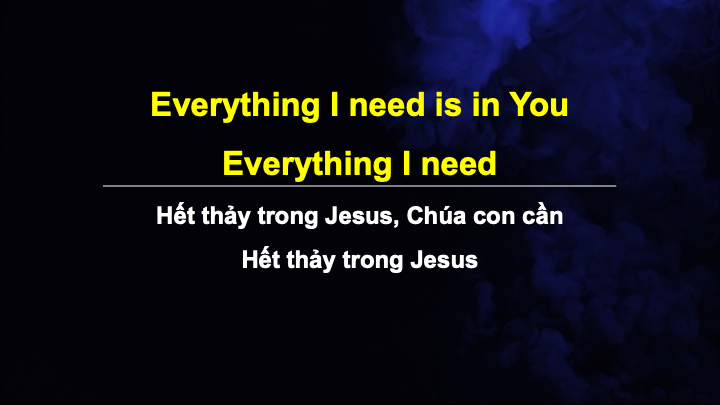 Everything I need is in You
Everything I need
Hết thảy trong Jesus, Chúa con cần
Hết thảy trong Jesus